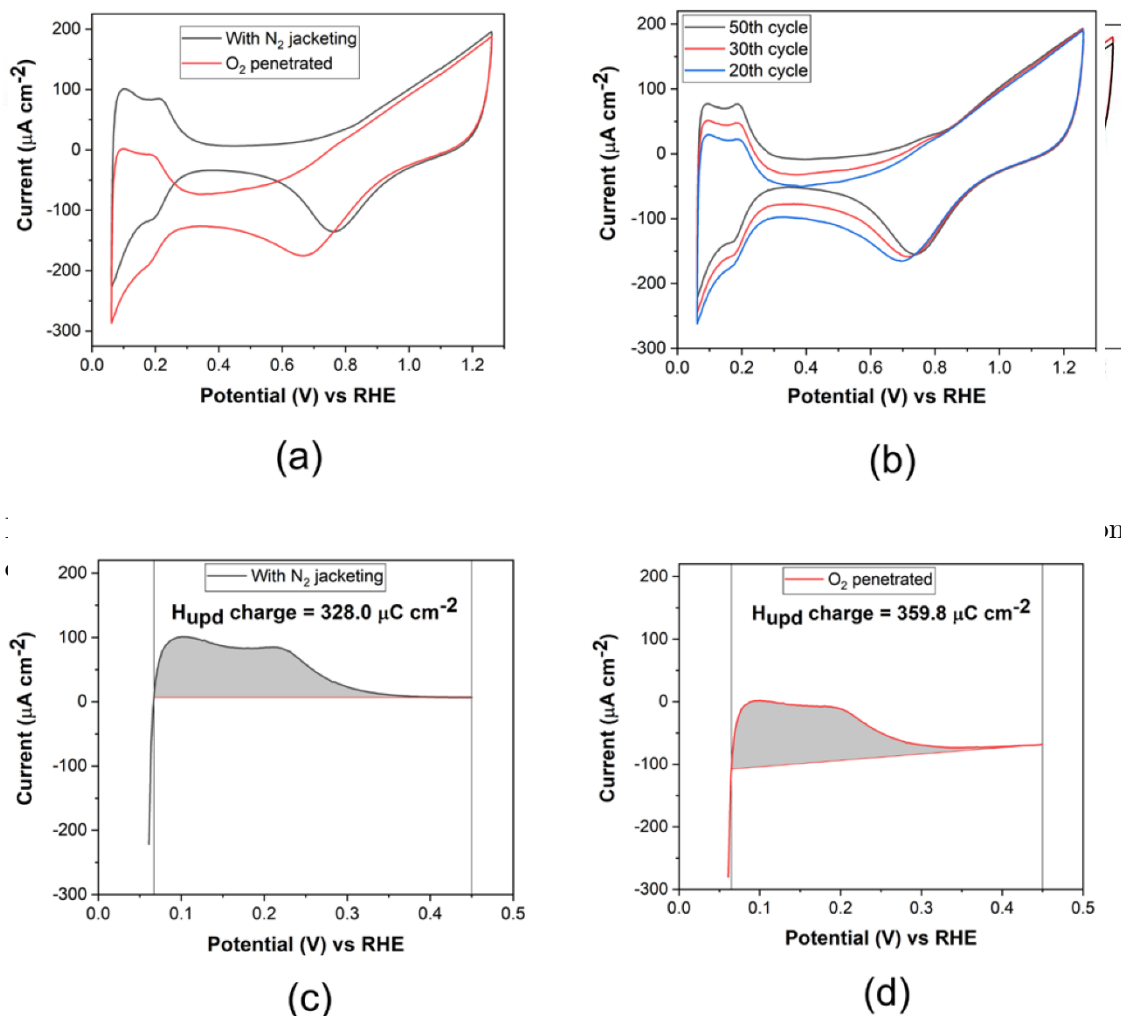 With N₂ jacketing
O₂ penetrated
200
100
0
-100
-200
-300
Current (µA cm⁻²)
0.0 0.2 0.4 0.6 0.8 1.0 1.2
Potential (V) vs RHE
(a)
50th cycle
30th cycle
20th cycle
200
100
0
-100
-200
-300
Current (µA cm⁻²)
0.0 0.2 0.4 0.6 0.8 1.0 1.2
Potential (V) vs RHE
(b)
on
With N₂ jacketing
H_upd charge = 328.0 µC cm⁻²
200
100
0
-100
-200
-300
Current (µA cm⁻²)
0.0 0.1 0.2 0.3 0.4 0.5
Potential (V) vs RHE
(c)
O₂ penetrated
H_upd charge = 359.8 µC cm⁻²
200
100
0
-100
-200
-300
Current (µA cm⁻²)
0.0 0.1 0.2 0.3 0.4 0.5
Potential (V) vs RHE
(d)